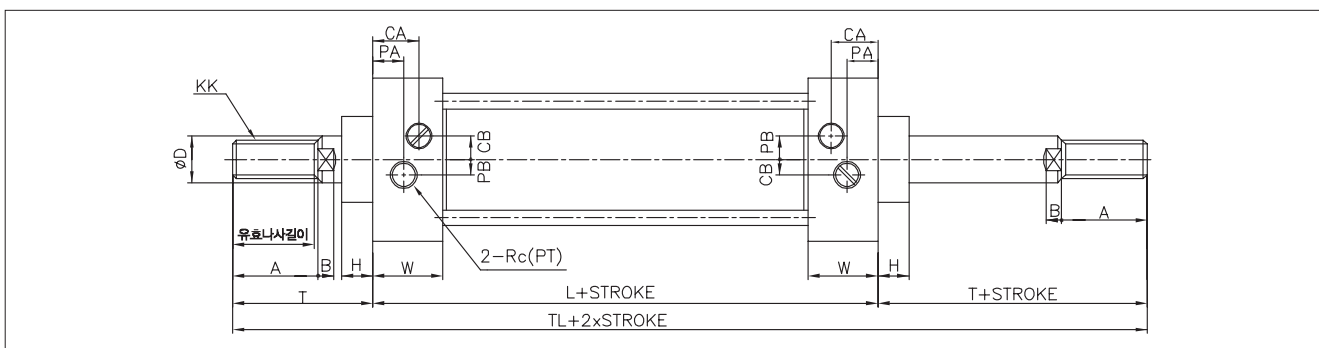 CA
PA
CA
PA
KK
øD
CB
PB
PB
CB
유효나사길이
2-Rc(PT)
A
B
H
W
W
H
B
A
T
L+STROKE
T+STROKE
TL+2xSTROKE